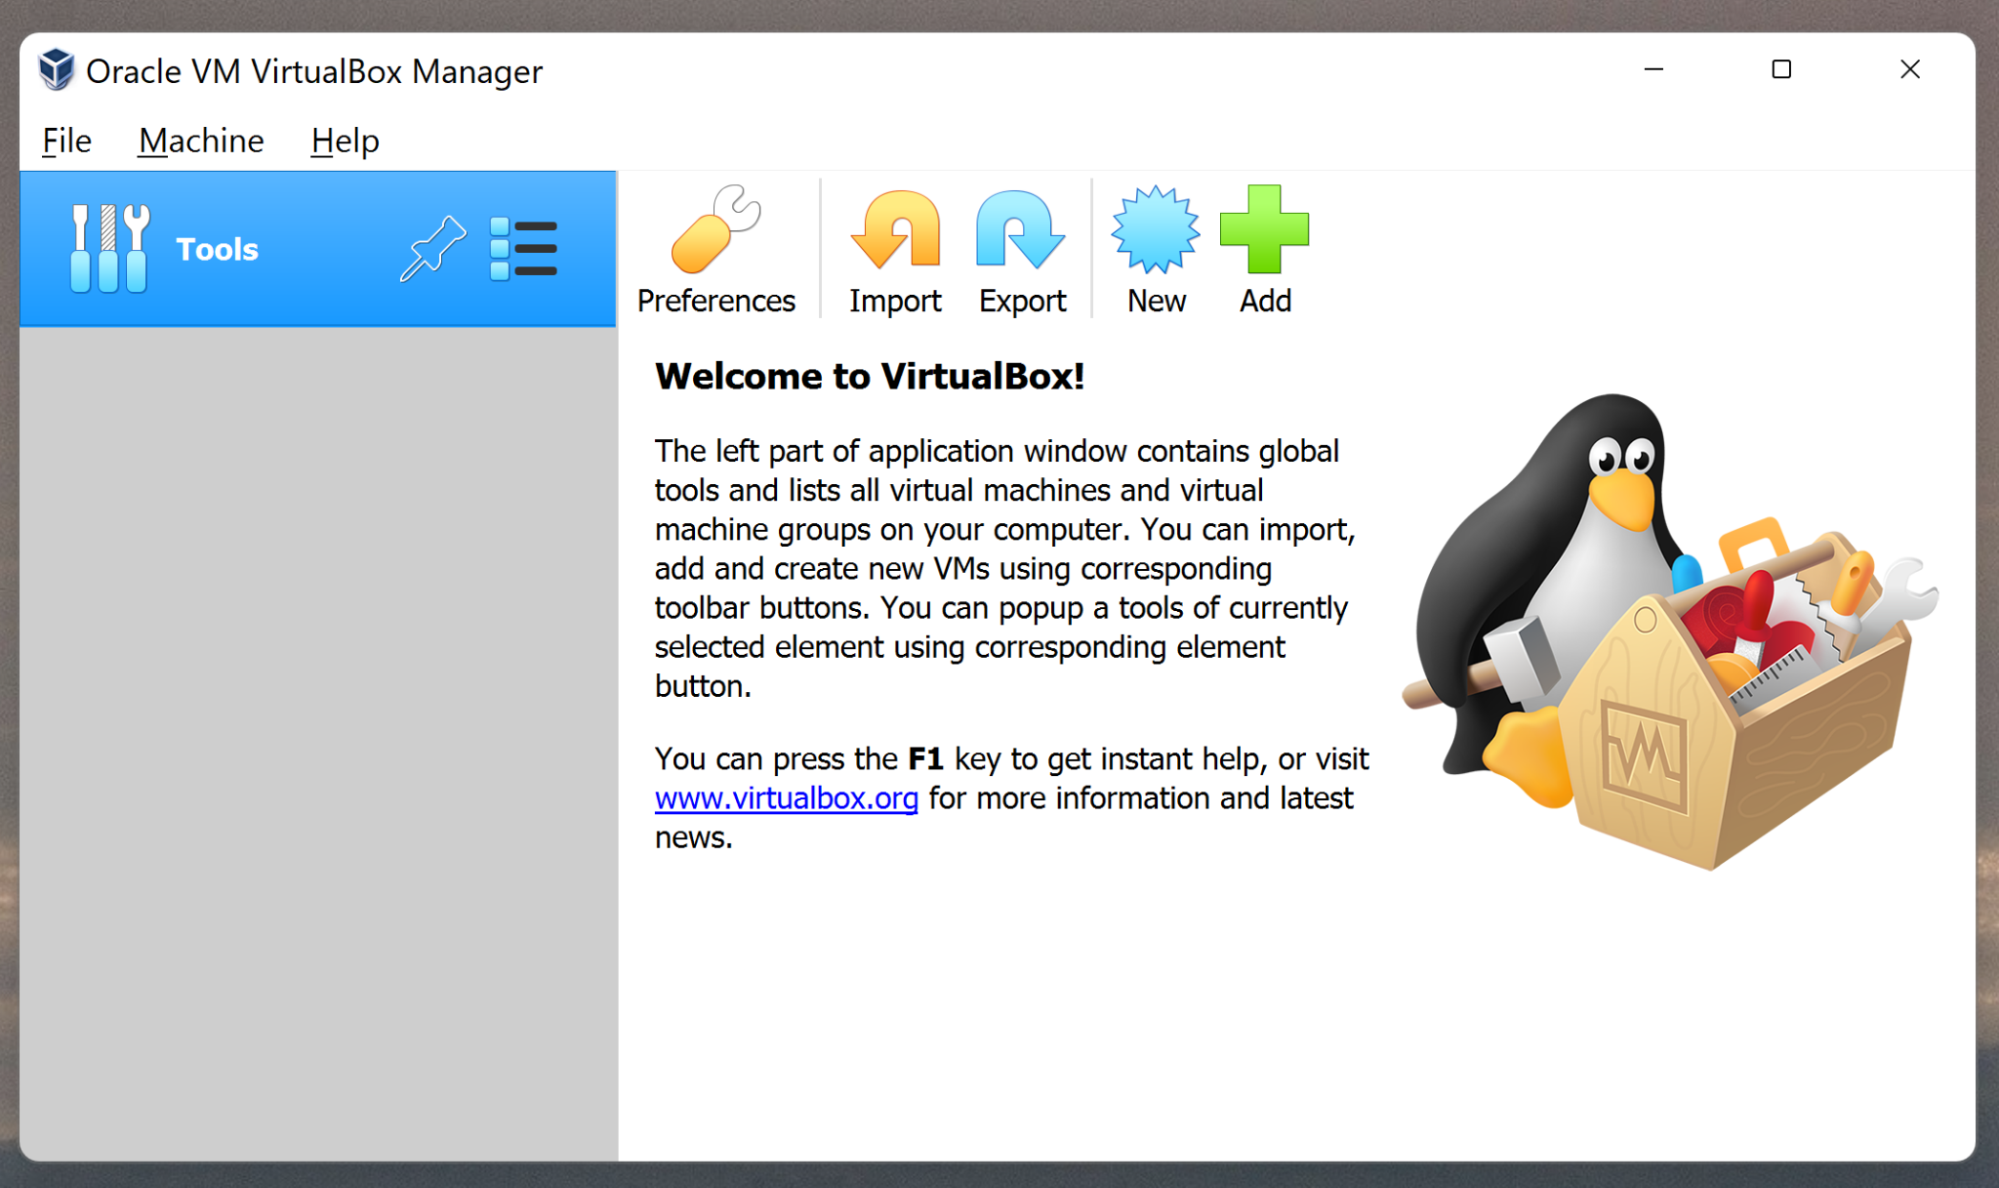 Oracle VM VirtualBox Manager
File Machine Help
Tools
Preferences Import Export New Add
Welcome to VirtualBox!
The left part of application window contains global
tools and lists all virtual machines and virtual
machine groups on your computer. You can import,
add and create new VMs using corresponding
toolbar buttons. You can popup a tools of currently
selected element using corresponding element
button.
You can press the F1 key to get instant help, or visit
www.virtualbox.org for more information and latest
news.